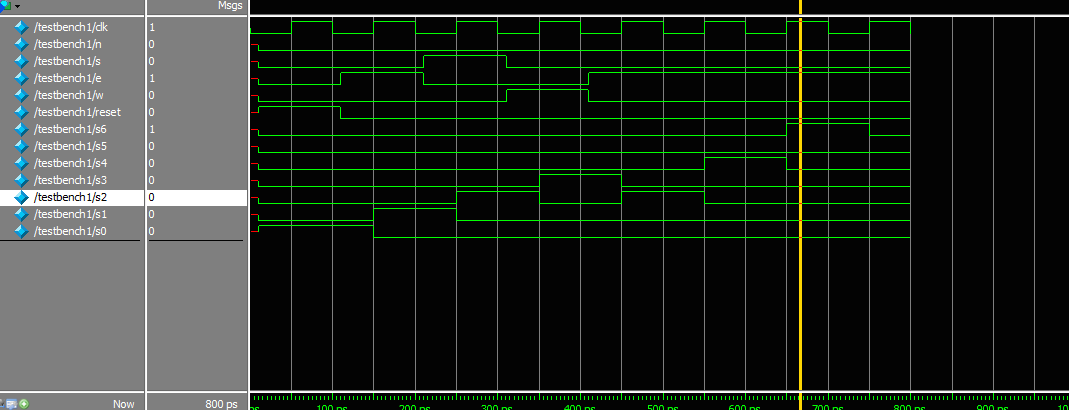 Msgs
/testbench1/clk 1
/testbench1/n 0
/testbench1/s 0
/testbench1/e 1
/testbench1/w 0
/testbench1/reset 0
/testbench1/s6 1
/testbench1/s5 0
/testbench1/s4 0
/testbench1/s3 0
/testbench1/s2 0
/testbench1/s1 0
/testbench1/s0 0
Now 800 ps ps 100 ps 200 ps 300 ps 400 ps 500 ps 600 ps 700 ps 800 ps 900 ps 10